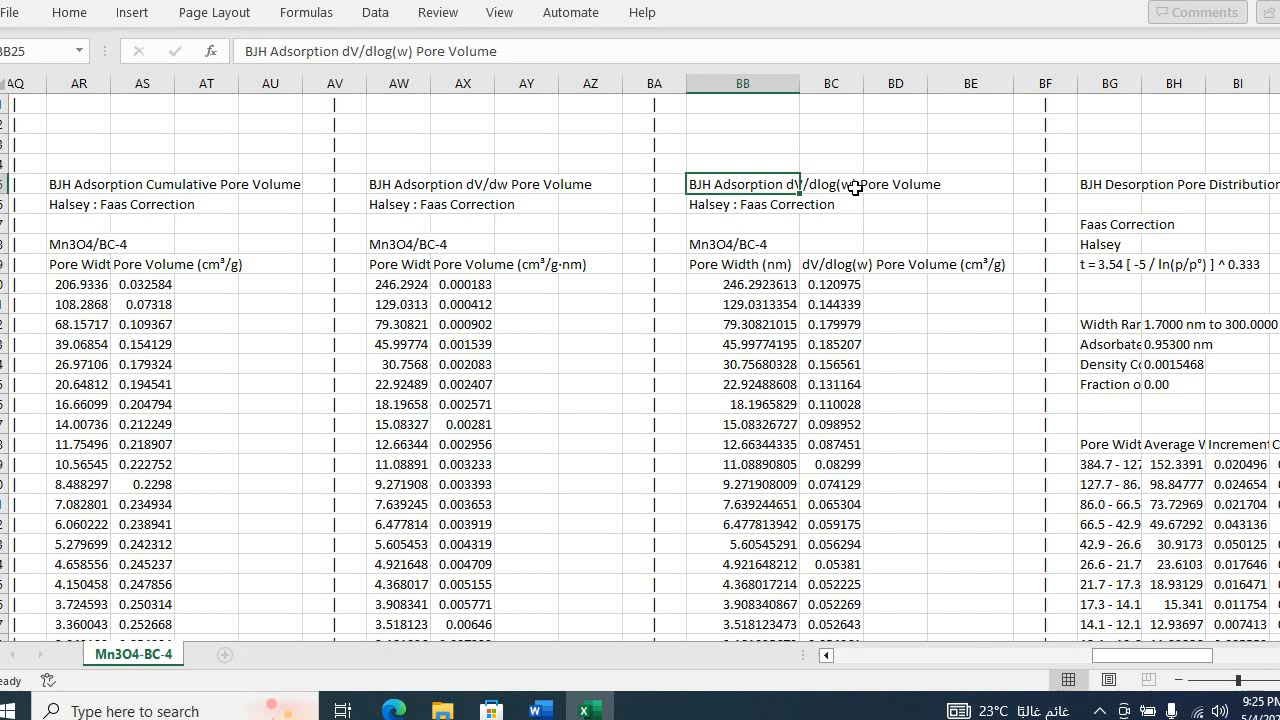 File Home Insert Page Layout Formulas Data Review View Automate Help Comments
BB25 fx BJH Adsorption dV/dlog(w) Pore Volume
AQ AR AS AT AU AV AW AX AY AZ BA BB BC BD BE BF BG BH BI
BJH Adsorption Cumulative Pore Volume BJH Adsorption dV/dw Pore Volume BJH Adsorption dV/dlog(w) Pore Volume BJH Desorption Pore Distribution
Halsey : Faas Correction Halsey : Faas Correction Halsey : Faas Correction
Faas Correction
Mn3O4/BC-4 Mn3O4/BC-4 Mn3O4/BC-4 Halsey
Pore Widt Pore Volume (cm³/g) Pore Widt Pore Volume (cm³/g·nm) Pore Width (nm) dV/dlog(w) Pore Volume (cm³/g) t = 3.54 [ -5 / ln(p/p°) ] ^ 0.333
206.9336 0.032584 246.2924 0.000183 246.2923613 0.120975
108.2868 0.07318 129.0313 0.000412 129.0313354 0.144339
68.15717 0.109367 79.30821 0.000902 79.30821015 0.179979 Width Ran 1.7000 nm to 300.0000
39.06854 0.154129 45.99774 0.001539 45.99774195 0.185207 Adsorbate 0.95300 nm
26.97106 0.179324 30.7568 0.002083 30.75680328 0.156561 Density Co 0.0015468
20.64812 0.194541 22.92489 0.002407 22.92488608 0.131164 Fraction o 0.00
16.66099 0.204794 18.19658 0.002571 18.1965829 0.110028
14.00736 0.212249 15.08327 0.00281 15.08326727 0.098952
11.75496 0.218907 12.66344 0.002956 12.66344335 0.087451 Pore Widt Average W Increment C
10.56545 0.222752 11.08891 0.003233 11.08890805 0.08299 384.7 - 127 152.3391 0.020496
8.488297 0.2298 9.271908 0.003393 9.271908009 0.074129 127.7 - 86. 98.84777 0.024654
7.082801 0.234934 7.639245 0.003653 7.639244651 0.065304 86.0 - 66.5 73.72969 0.021704
6.060222 0.238941 6.477814 0.003919 6.477813942 0.059175 66.5 - 42.9 49.67292 0.043136
5.279699 0.242312 5.605453 0.004319 5.60545291 0.056294 42.9 - 26.6 30.9173 0.050125
4.658556 0.245237 4.921648 0.004709 4.921648212 0.05381 26.6 - 21.7 23.6103 0.017646
4.150458 0.247856 4.368017 0.005155 4.368017214 0.052225 21.7 - 17.3 18.93129 0.016471
3.724593 0.250314 3.908341 0.005771 3.908340867 0.052269 17.3 - 14.1 15.341 0.011754
3.360043 0.252668 3.518123 0.00646 3.518123473 0.052643 14.1 - 12.1 12.93697 0.007413
Mn3O4-BC-4
eady
Type here to search 23°C غائم غالبًا 9:25 PM